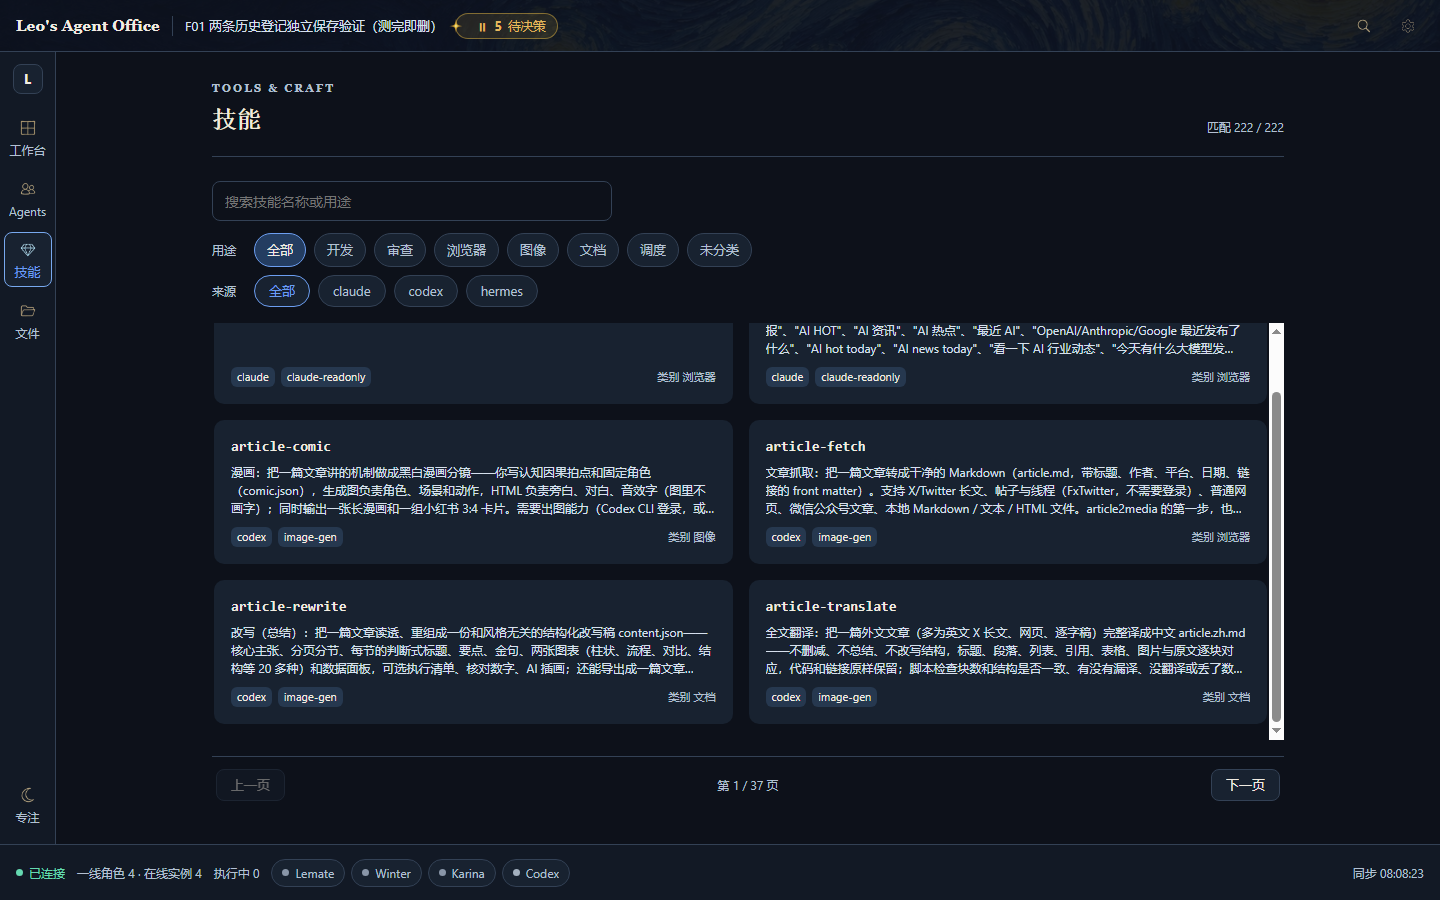 Leo's Agent Office
F01 两条历史登记独立保存验证（测完即删）
5 待决策
L
工作台
Agents
技能
文件
专注
TOOLS & CRAFT
技能
匹配 222 / 222
搜索技能名称或用途
用途 全部 开发 审查 浏览器 图像 文档 调度 未分类
来源 全部 claude codex hermes
claude claude-readonly 类别 浏览器
报"、"AI HOT"、"AI 资讯"、"AI 热点"、"最近 AI"、"OpenAI/Anthropic/Google 最近发布了
什么"、"AI hot today"、"AI news today"、"看一下 AI 行业动态"、"今天有什么大模型发...
claude claude-readonly 类别 浏览器
article-comic
漫画：把一篇文章讲的机制做成黑白漫画分镜——你写认知因果拍点和固定角色
（comic.json），生成图负责角色、场景和动作，HTML 负责旁白、对白、音效字（图里不
画字）；同时输出一张长漫画和一组小红书 3:4 卡片。需要出图能力（Codex CLI 登录，或...
codex image-gen 类别 图像
article-fetch
文章抓取：把一篇文章转成干净的 Markdown（article.md，带标题、作者、平台、日期、链
接的 front matter）。支持 X/Twitter 长文、帖子与线程（FxTwitter，不需要登录）、普通网
页、微信公众号文章、本地 Markdown / 文本 / HTML 文件。article2media 的第一步，也...
codex image-gen 类别 浏览器
article-rewrite
改写（总结）：把一篇文章读透、重组成一份和风格无关的结构化改写稿 content.json——
核心主张、分页分节、每节的判断式标题、要点、金句、两张图表（柱状、流程、对比、结
构等 20 多种）和数据面板，可选执行清单、核对数字、AI 插画；还能导出成一篇文章...
codex image-gen 类别 文档
article-translate
全文翻译：把一篇外文文章（多为英文 X 长文、网页、逐字稿）完整译成中文 article.zh.md
——不删减、不总结、不改写结构，标题、段落、列表、引用、表格、图片与原文逐块对
应，代码和链接原样保留；脚本检查块数和结构是否一致、有没有漏译、没翻译或丢了数...
codex image-gen 类别 文档
上一页
第 1 / 37 页
下一页
已连接 一线角色 4 · 在线实例 4 执行中 0 Lemate Winter Karina Codex
同步 08:08:23